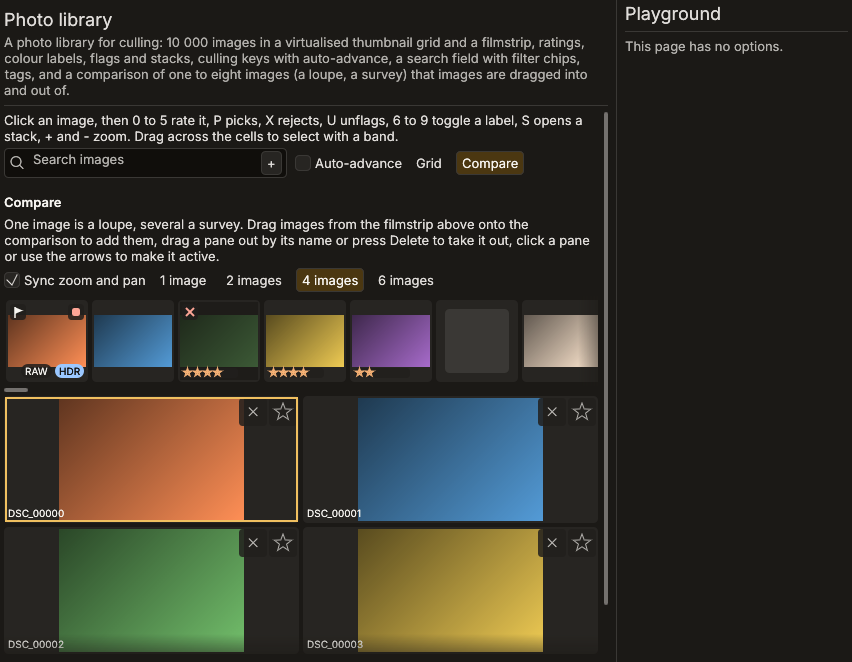 Photo library
A photo library for culling: 10 000 images in a virtualised thumbnail grid and a filmstrip, ratings,
colour labels, flags and stacks, culling keys with auto-advance, a search field with filter chips,
tags, and a comparison of one to eight images (a loupe, a survey) that images are dragged into
and out of.
Click an image, then 0 to 5 rate it, P picks, X rejects, U unflags, 6 to 9 toggle a label, S opens a
stack, + and - zoom. Drag across the cells to select with a band.
Search images + Auto-advance Grid Compare
Compare
One image is a loupe, several a survey. Drag images from the filmstrip above onto the
comparison to add them, drag a pane out by its name or press Delete to take it out, click a pane
or use the arrows to make it active.
Sync zoom and pan 1 image 2 images 4 images 6 images
RAW HDR
DSC_00000 DSC_00001
DSC_00002 DSC_00003
Playground
This page has no options.